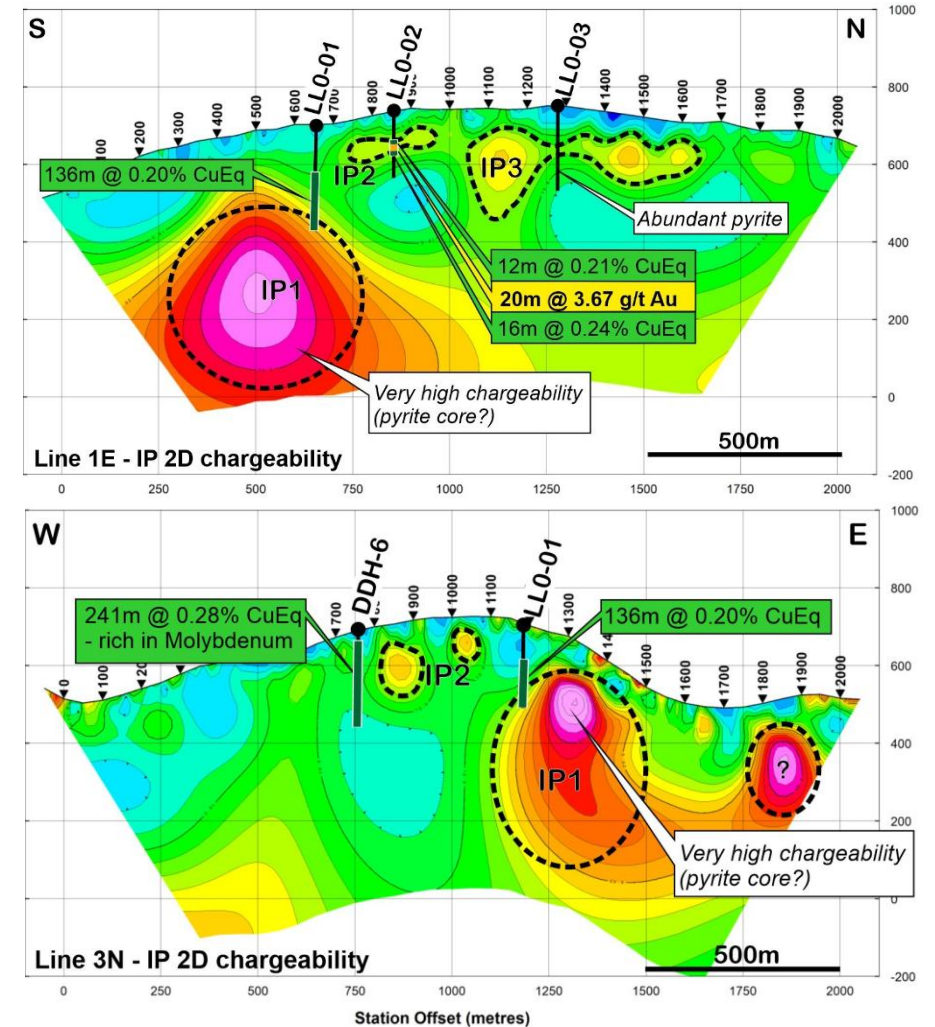 S
N
1000
800
600
400
200
0
-200
LL0-01
LL0-02
LL0-03
100
200
300
400
500
600
700
800
1000
1100
1200
1400
1500
1600
1700
1800
1900
2000
136m @ 0.20% CuEq
IP2
IP3
Abundant pyrite
IP1
12m @ 0.21% CuEq
20m @ 3.67 g/t Au
16m @ 0.24% CuEq
Very high chargeability
(pyrite core?)
Line 1E - IP 2D chargeability
500m
0 250 500 750 1000 1250 1500 1750 2000
W
E
1000
800
600
400
200
0
-200
DDH-6
LL0-01
0
100
700
900
1000
1100
1300
1500
1600
1700
1800
1900
2000
241m @ 0.28% CuEq
- rich in Molybdenum
136m @ 0.20% CuEq
IP2
IP1
?
Very high chargeability
(pyrite core?)
Line 3N - IP 2D chargeability
500m
0 250 500 750 1000 1250 1500 1750 2000
Station Offset (metres)